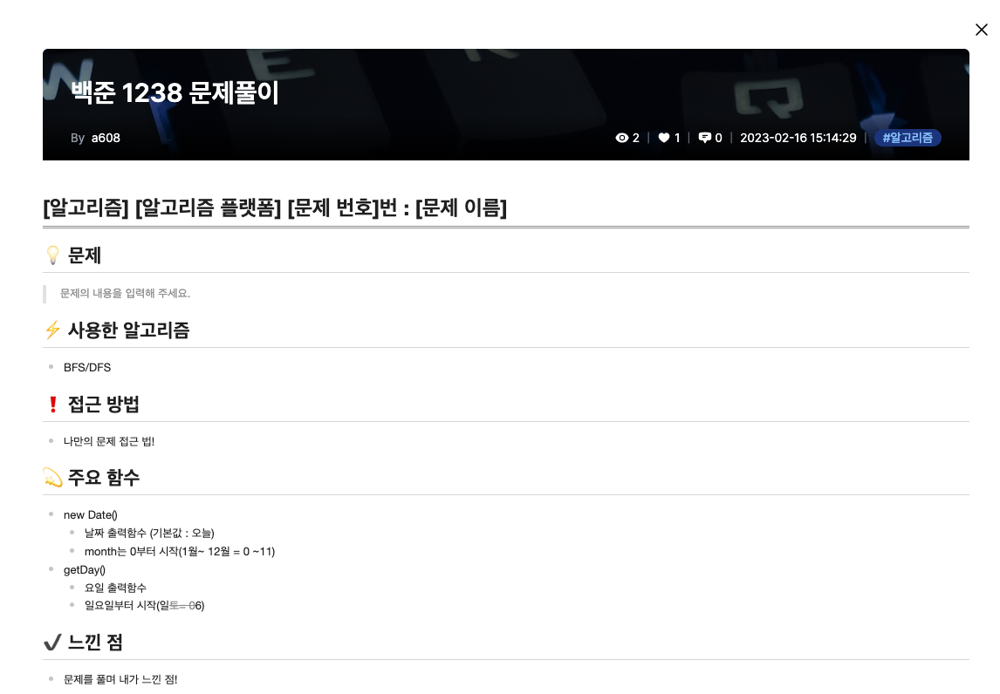 백준 1238 문제풀이
By a608
2 | 1 | 0 | 2023-02-16 15:14:29 | #알고리즘
[알고리즘] [알고리즘 플랫폼] [문제 번호]번 : [문제 이름]
💡 문제
문제의 내용을 입력해 주세요.
⚡ 사용한 알고리즘
BFS/DFS
❗ 접근 방법
나만의 문제 접근 법!
💫 주요 함수
new Date()
날짜 출력함수 (기본값 : 오늘)
month는 0부터 시작(1월~ 12월 = 0 ~11)
getDay()
요일 출력함수
일요일부터 시작(일토= 06)
✔ 느낀 점
문제를 풀며 내가 느낀 점!